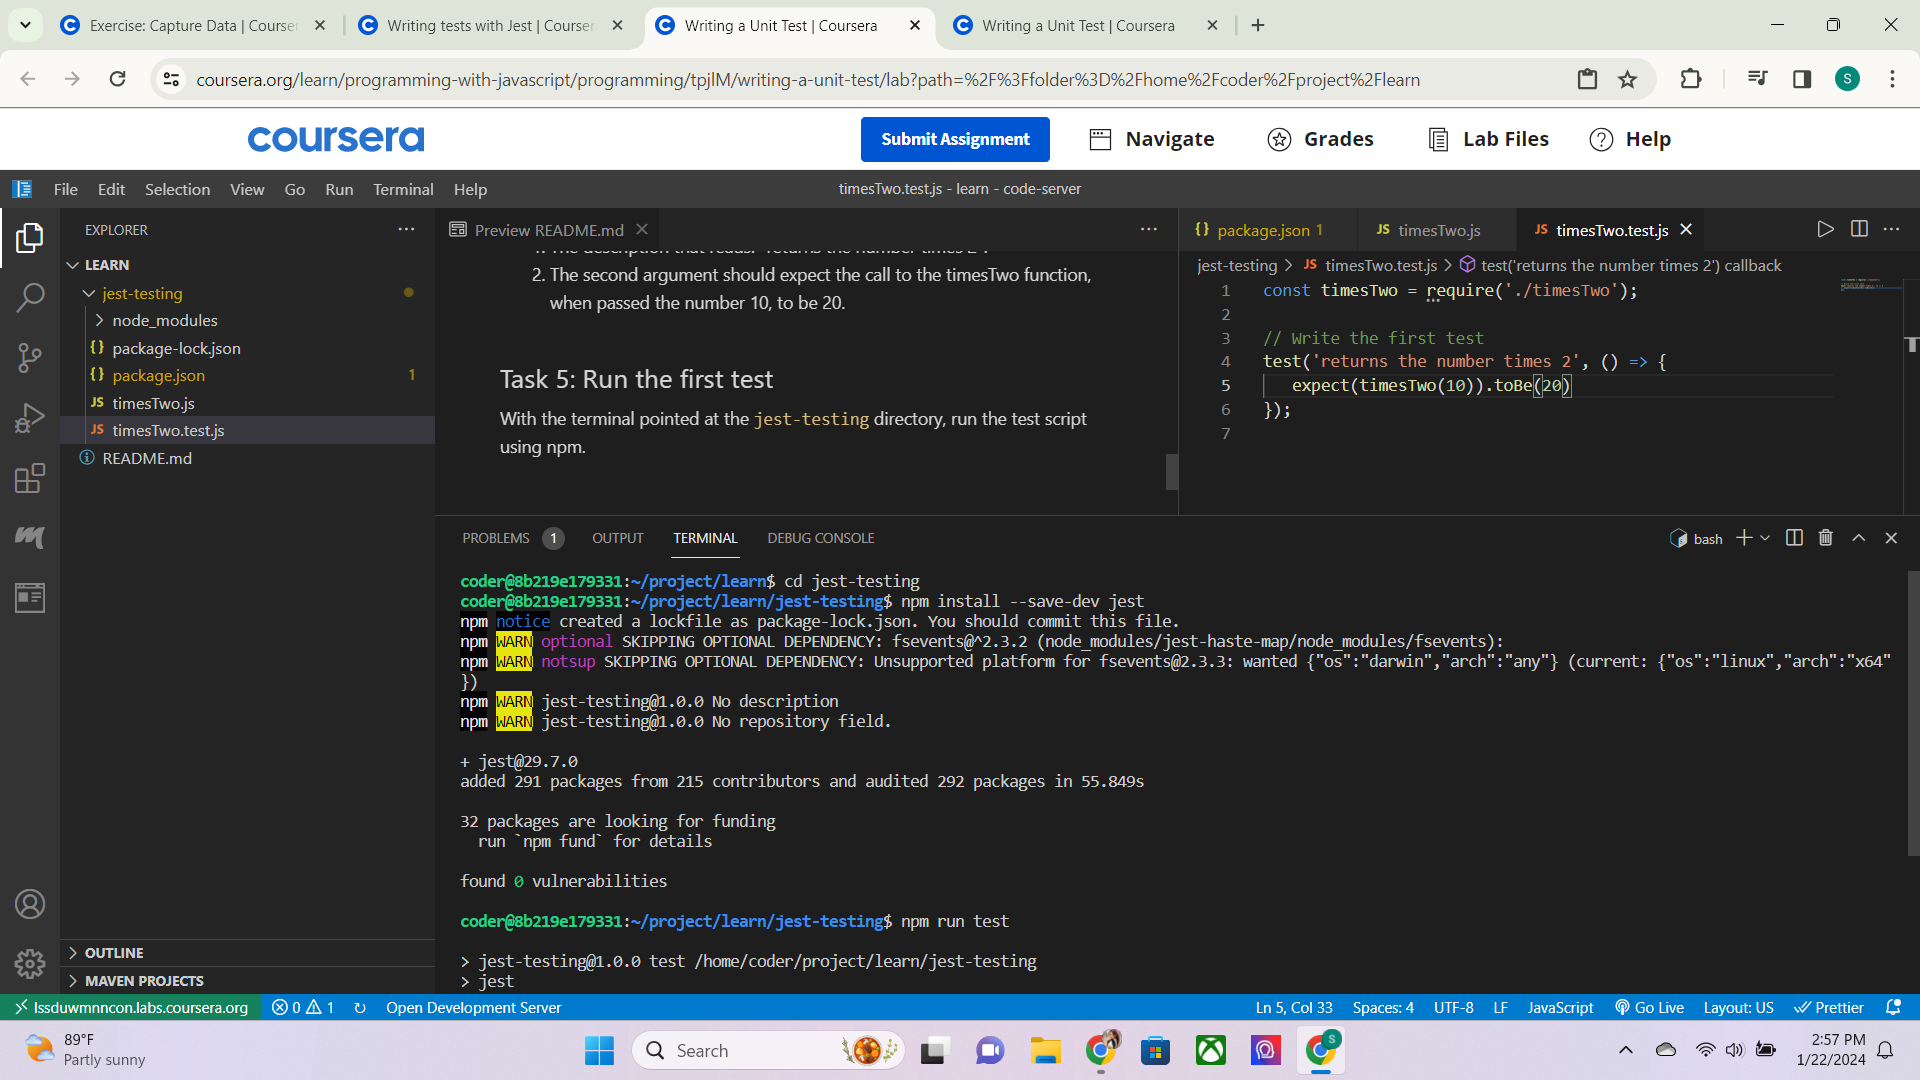 Exercise: Capture Data | Courser
Writing tests with Jest | Courser
Writing a Unit Test | Coursera
Writing a Unit Test | Coursera
coursera.org/learn/programming-with-javascript/programming/tpjlM/writing-a-unit-test/lab?path=%2F%3Ffolder%3D%2Fhome%2Fcoder%2Fproject%2Flearn
S
coursera
Submit Assignment
Navigate
Grades
Lab Files
Help
File Edit Selection View Go Run Terminal Help
timesTwo.test.js - learn - code-server
EXPLORER
LEARN
jest-testing
node_modules
{} package-lock.json
{} package.json 1
JS timesTwo.js
JS timesTwo.test.js
README.md
OUTLINE
MAVEN PROJECTS
Preview README.md
1. The description that reads: "returns the number times 2".
2. The second argument should expect the call to the timesTwo function,
when passed the number 10, to be 20.
Task 5: Run the first test
With the terminal pointed at the jest-testing directory, run the test script
using npm.
{} package.json 1
JS timesTwo.js
JS timesTwo.test.js
jest-testing > JS timesTwo.test.js > test('returns the number times 2') callback
1 const timesTwo = require('./timesTwo');
2
3 // Write the first test
4 test('returns the number times 2', () => {
5 expect(timesTwo(10)).toBe(20)
6 });
7
PROBLEMS 1 OUTPUT TERMINAL DEBUG CONSOLE
bash
coder@8b219e179331:~/project/learn$ cd jest-testing
coder@8b219e179331:~/project/learn/jest-testing$ npm install --save-dev jest
npm notice created a lockfile as package-lock.json. You should commit this file.
npm WARN optional SKIPPING OPTIONAL DEPENDENCY: fsevents@^2.3.2 (node_modules/jest-haste-map/node_modules/fsevents):
npm WARN notsup SKIPPING OPTIONAL DEPENDENCY: Unsupported platform for fsevents@2.3.3: wanted {"os":"darwin","arch":"any"} (current: {"os":"linux","arch":"x64"
})
npm WARN jest-testing@1.0.0 No description
npm WARN jest-testing@1.0.0 No repository field.
+ jest@29.7.0
added 291 packages from 215 contributors and audited 292 packages in 55.849s
32 packages are looking for funding
run `npm fund` for details
found 0 vulnerabilities
coder@8b219e179331:~/project/learn/jest-testing$ npm run test
> jest-testing@1.0.0 test /home/coder/project/learn/jest-testing
> jest
lssduwmnncon.labs.coursera.org
0 1
Open Development Server
Ln 5, Col 33
Spaces: 4
UTF-8
LF
JavaScript
Go Live
Layout: US
Prettier
89°F
Partly sunny
Search
S
2:57 PM
1/22/2024